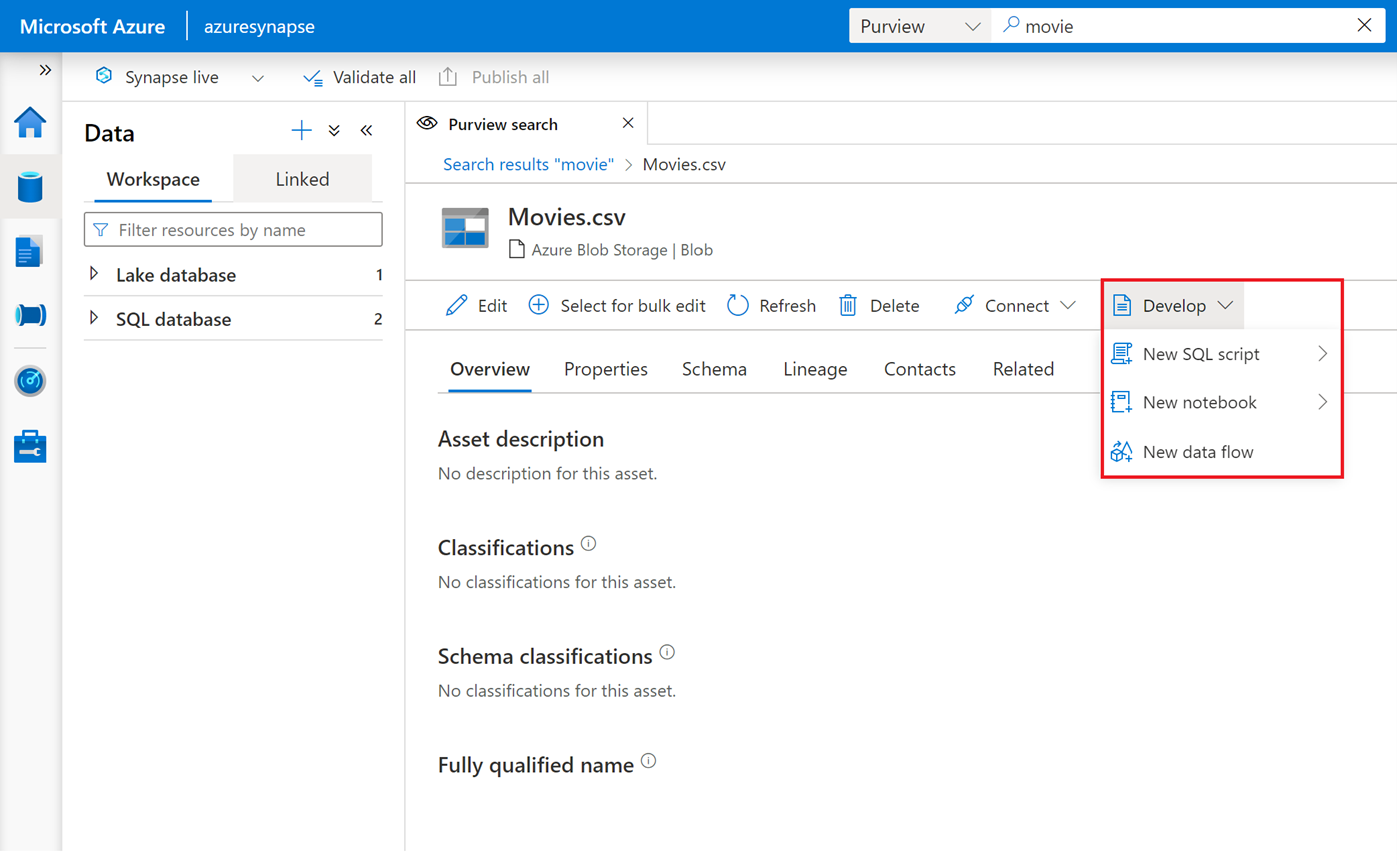 Microsoft Azure azuresynapse Purview movie
Synapse live Validate all Publish all
Data
Workspace Linked
Filter resources by name
Lake database 1
SQL database 2
Purview search
Search results "movie" > Movies.csv
Movies.csv
Azure Blob Storage | Blob
Edit Select for bulk edit Refresh Delete Connect Develop
New SQL script
New notebook
New data flow
Overview Properties Schema Lineage Contacts Related
Asset description
No description for this asset.
Classifications
No classifications for this asset.
Schema classifications
No classifications for this asset.
Fully qualified name